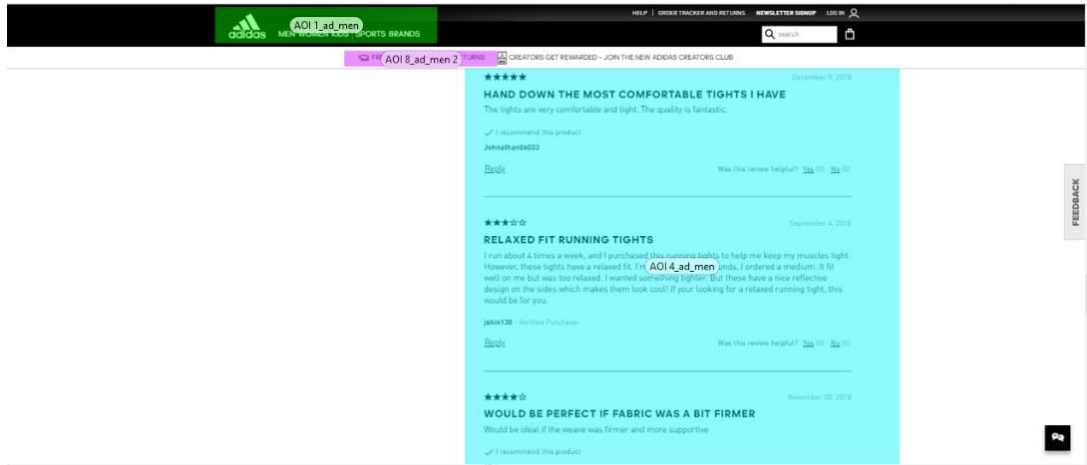 HELP | ORDER TRACKER AND RETURNS NEWSLETTER SIGNUP LOG IN
AOI 1_ad_men
adidas MEN WOMEN KIDS | SPORTS BRANDS
search
AOI 8_ad_men 2
CREATORS GET REWARDED – JOIN THE NEW ADIDAS CREATORS CLUB
★★★★★ December 9, 2018
HAND DOWN THE MOST COMFORTABLE TIGHTS I HAVE
The tights are very comfortable and light. The quality is fantastic.
✓ I recommend this product
Johnathan06033
Reply Was this review helpful? Yes (0) No (0)
★★★☆☆ September 4, 2018
RELAXED FIT RUNNING TIGHTS
I run about 4 times a week, and I purchased this running tights to help me keep my muscles tight.
However, these tights have a relaxed fit. I'm AOI 4_ad_men I ordered a medium. It fit
well on me but was too relaxed. I wanted something tighter. But these have a nice reflective
design on the sides which makes them look cool! If your looking for a relaxed running tight, this
would be for you.
jshin130 - Verified Purchaser
Reply Was this review helpful? Yes (0) No (0)
★★★★☆ November 30, 2018
WOULD BE PERFECT IF FABRIC WAS A BIT FIRMER
Would be ideal if the weave was firmer and more supportive
✓ I recommend this product
FEEDBACK